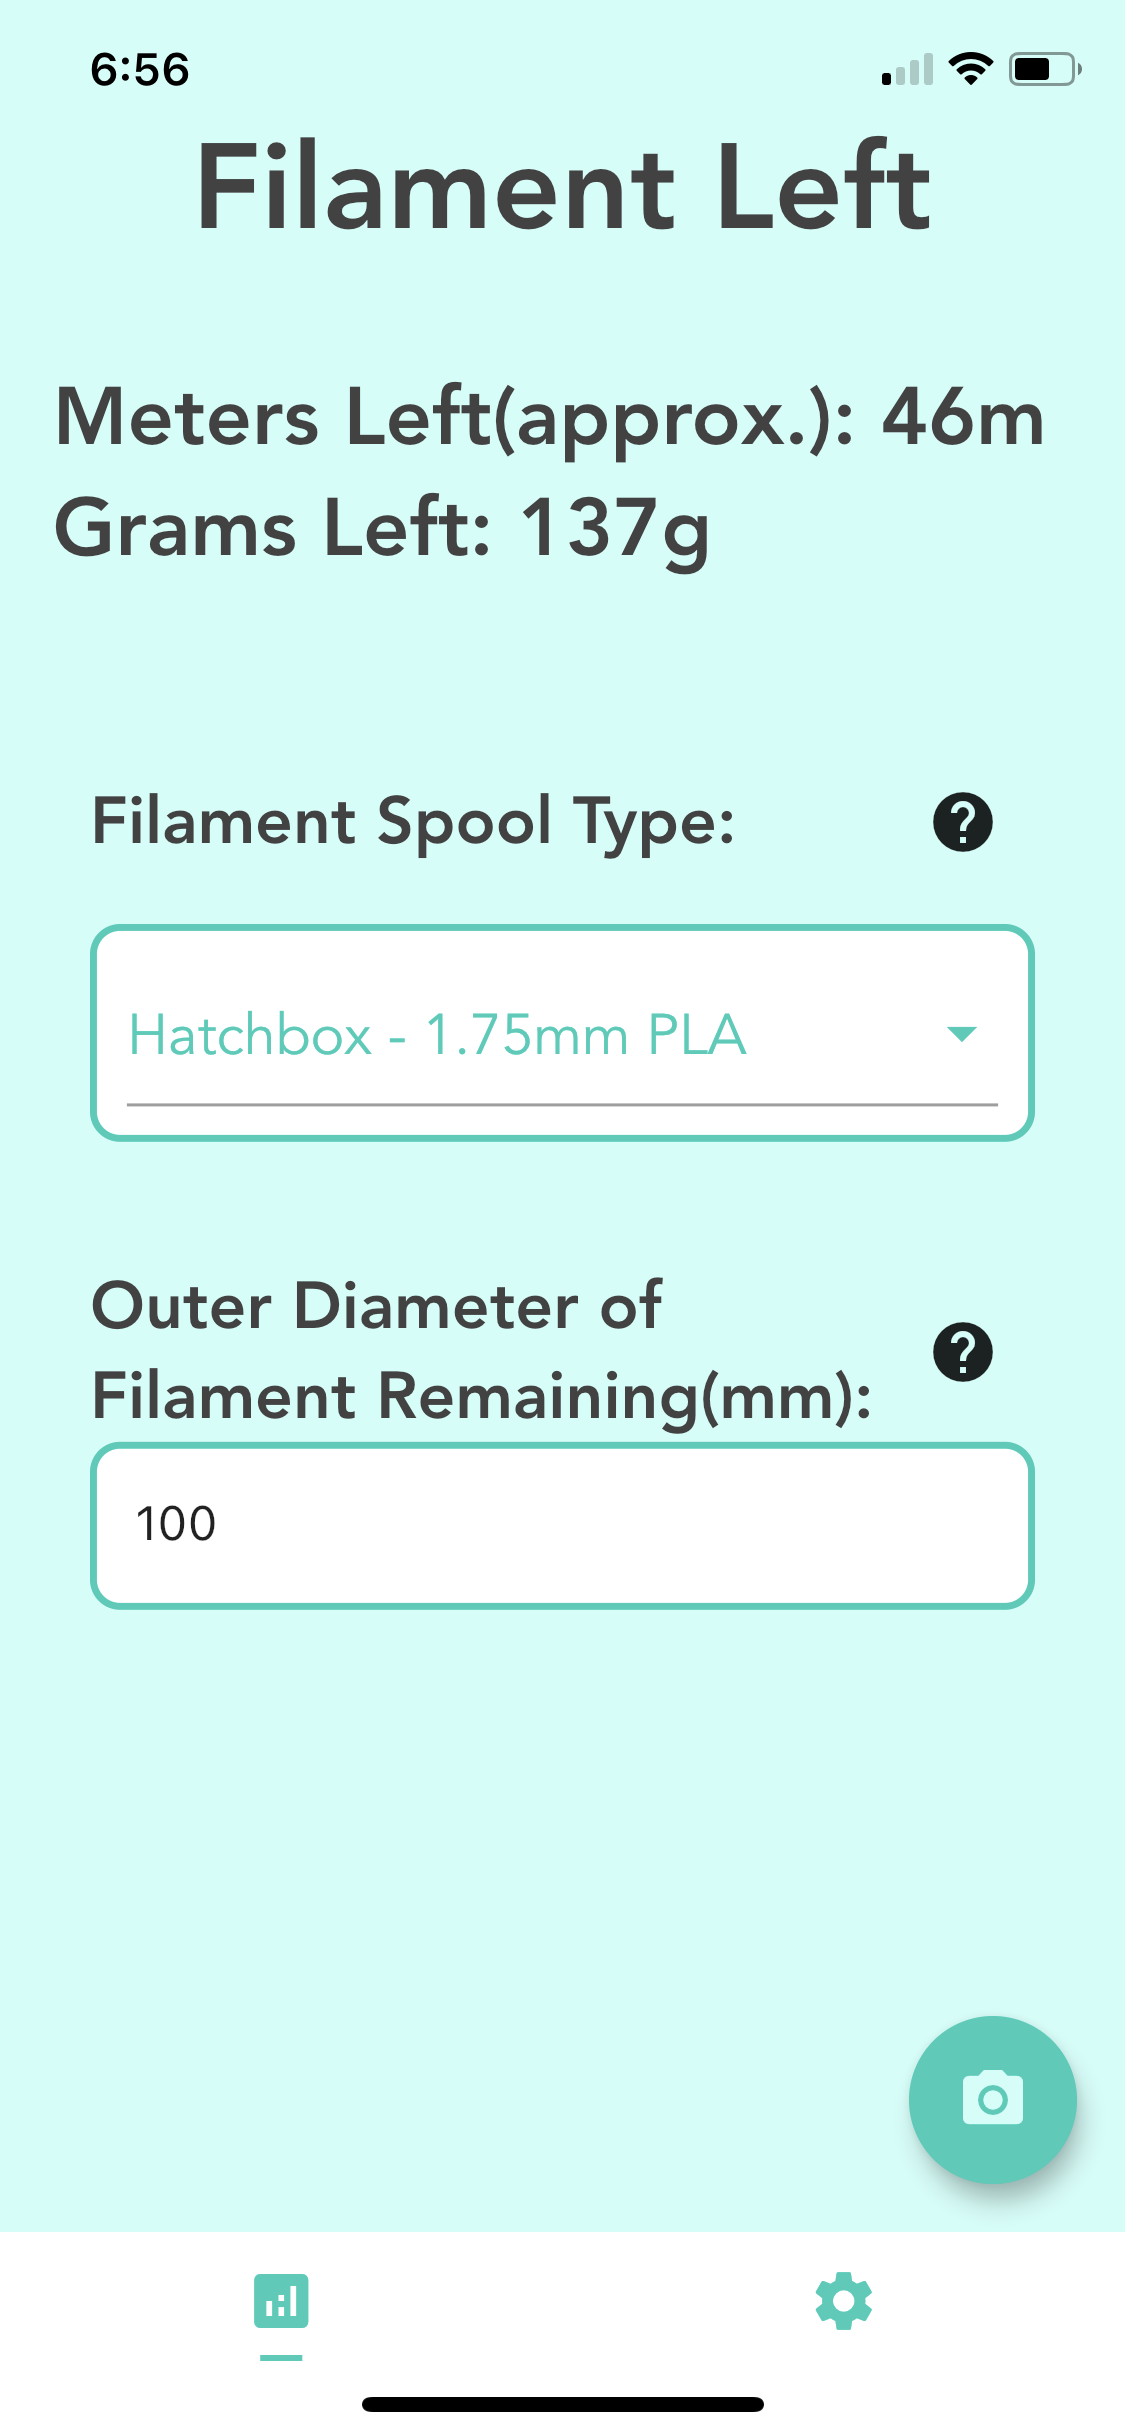 6:56
Filament Left
Meters Left(approx.): 46m
Grams Left: 137g
Filament Spool Type:
Hatchbox - 1.75mm PLA
Outer Diameter of
Filament Remaining(mm):
100